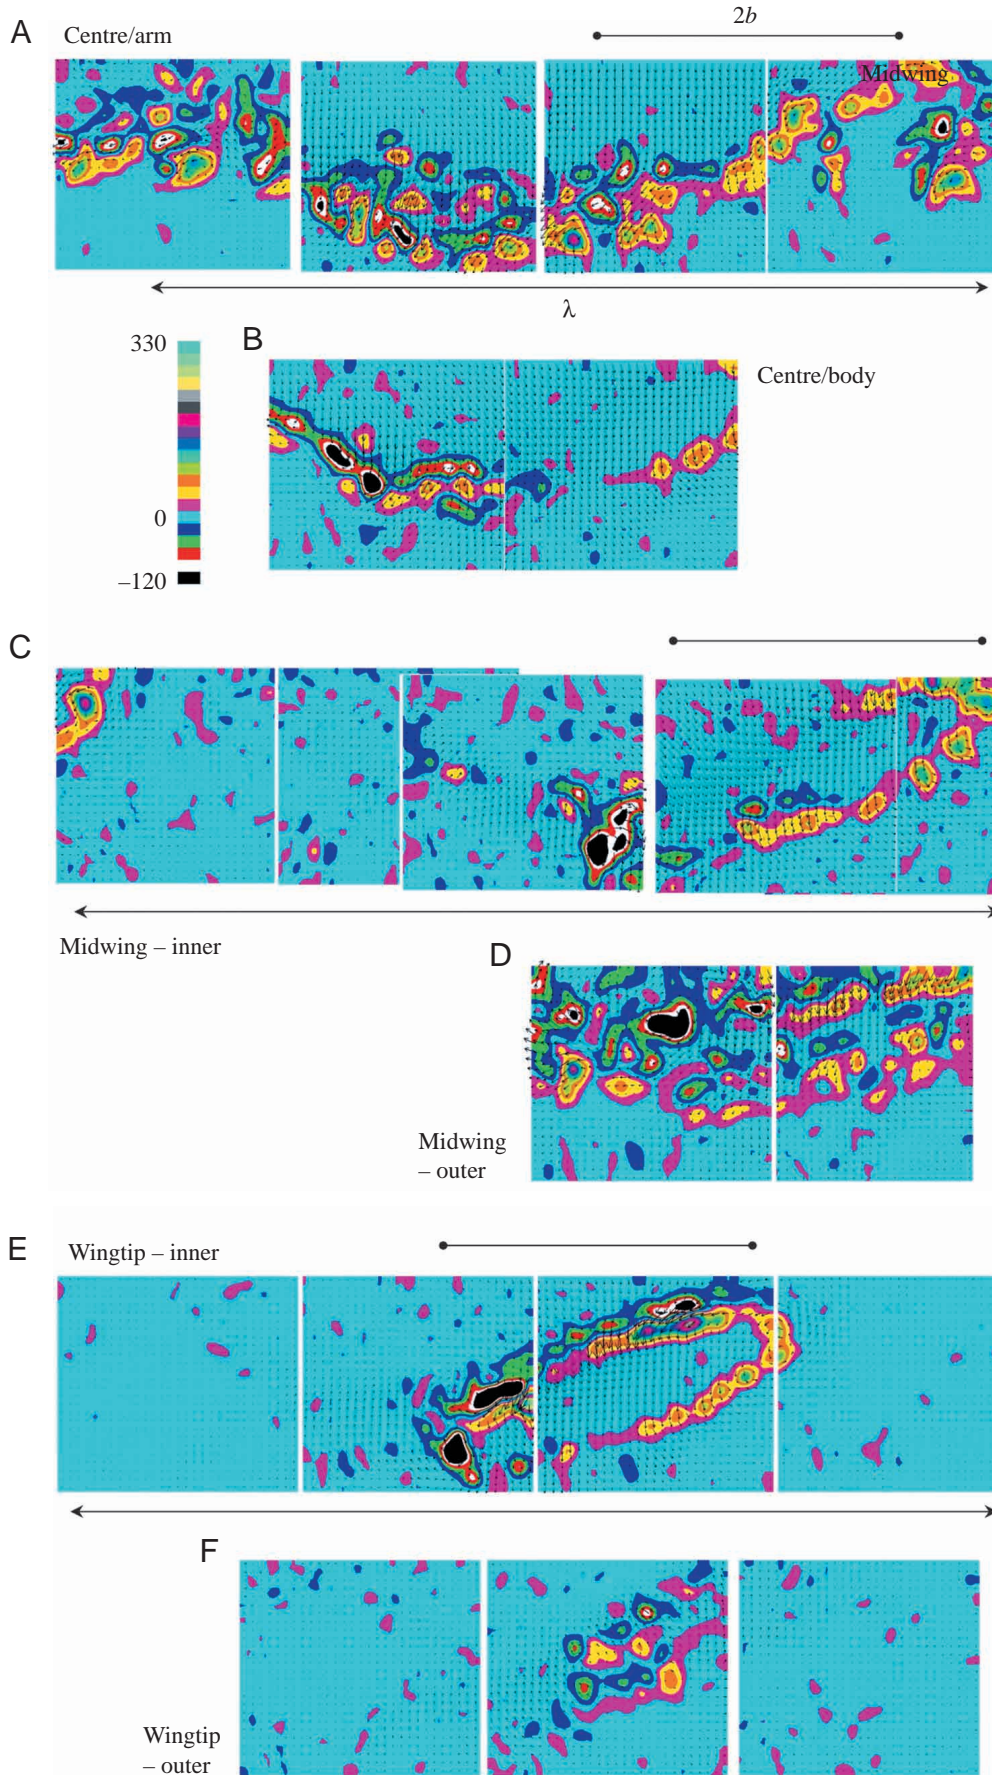 A
Centre/arm
2b
Midwing
λ
330
0
–120
B
Centre/body
C
Midwing – inner
D
Midwing
– outer
E
Wingtip – inner
F
Wingtip
– outer